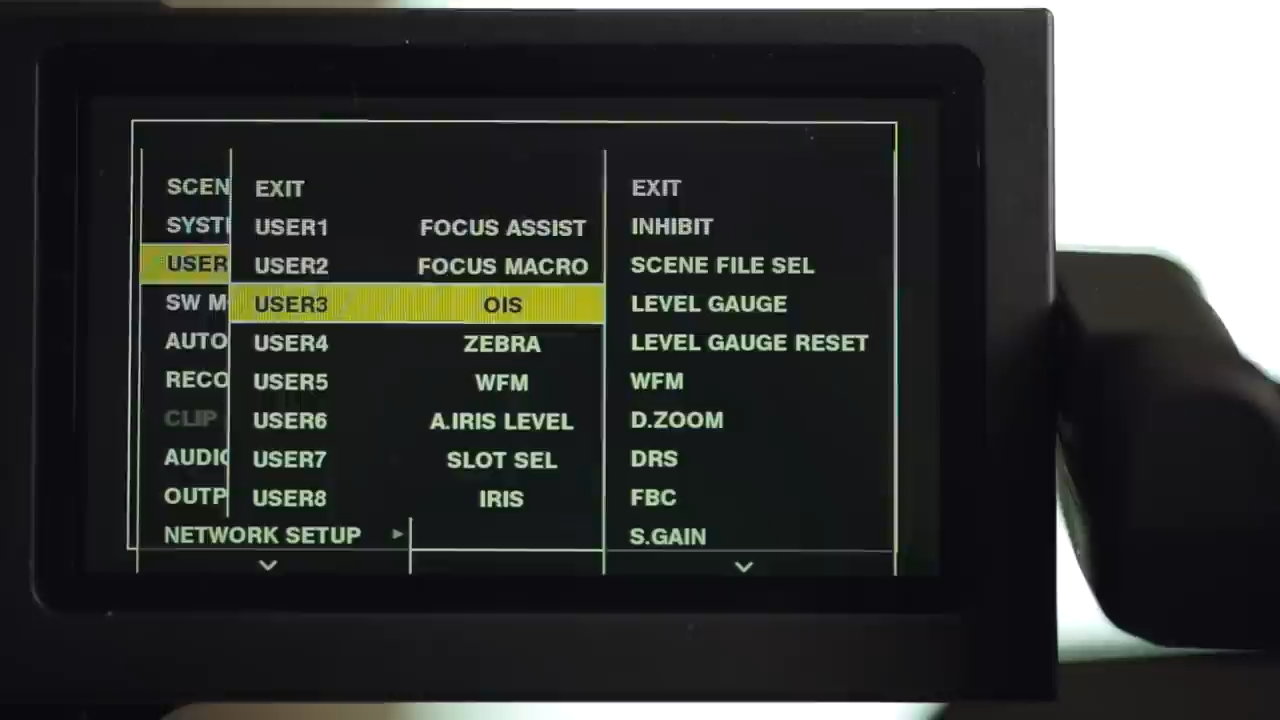 SCEN EXIT EXIT
SYST USER1 FOCUS ASSIST INHIBIT
USER USER2 FOCUS MACRO SCENE FILE SEL
SW M USER3 OIS LEVEL GAUGE
AUTO USER4 ZEBRA LEVEL GAUGE RESET
RECO USER5 WFM WFM
CLIP USER6 A.IRIS LEVEL D.ZOOM
AUDIO USER7 SLOT SEL DRS
OUTP USER8 IRIS FBC
NETWORK SETUP S.GAIN